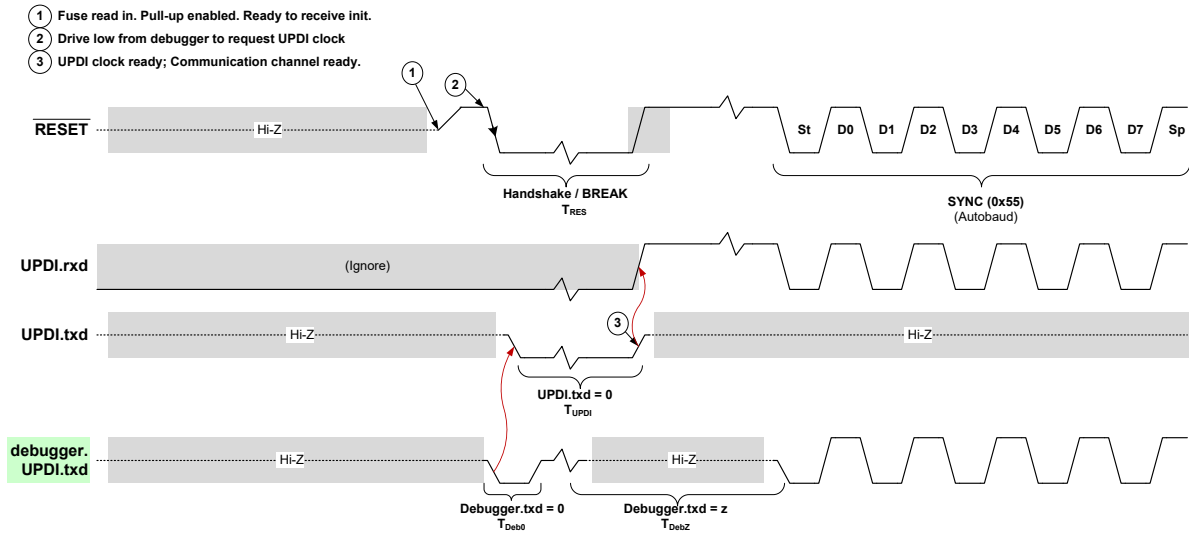 1 Fuse read in. Pull-up enabled. Ready to receive init.
2 Drive low from debugger to request UPDI clock
3 UPDI clock ready; Communication channel ready.
1
2
RESET
Hi-Z
St D0 D1 D2 D3 D4 D5 D6 D7 Sp
Handshake / BREAK
TRES
SYNC (0x55)
(Autobaud)
UPDI.rxd
(Ignore)
UPDI.txd
Hi-Z
3
Hi-Z
UPDI.txd = 0
TUPDI
debugger.
UPDI.txd
Hi-Z
Hi-Z
Debugger.txd = 0
TDeb0
Debugger.txd = z
TDebZ